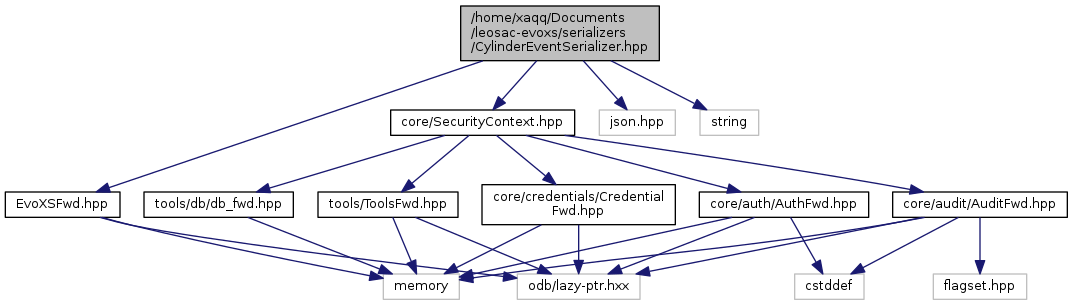 /home/xaqq/Documents
/leosac-evoxs/serializers
/CylinderEventSerializer.hpp
core/SecurityContext.hpp
json.hpp
string
EvoXSFwd.hpp
tools/db/db_fwd.hpp
tools/ToolsFwd.hpp
core/credentials/Credential
Fwd.hpp
core/auth/AuthFwd.hpp
core/audit/AuditFwd.hpp
memory
odb/lazy-ptr.hxx
cstddef
flagset.hpp